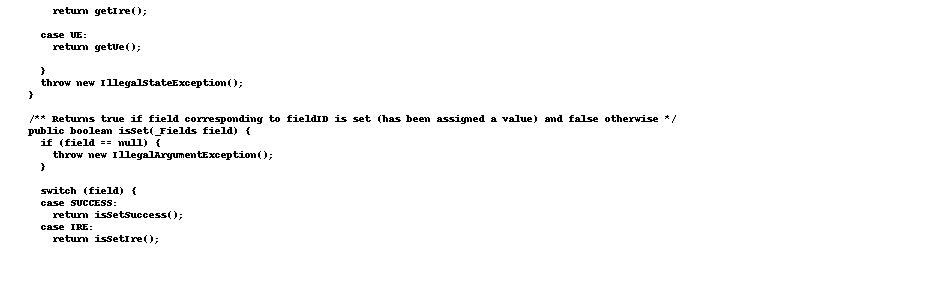 return getIre();
case UE:
return getUe();
}
throw new IllegalStateException();
}
/** Returns true if field corresponding to fieldID is set (has been assigned a value) and false otherwise */
public boolean isSet(_Fields field) {
if (field == null) {
throw new IllegalArgumentException();
}
switch (field) {
case SUCCESS:
return isSetSuccess();
case IRE:
return isSetIre();